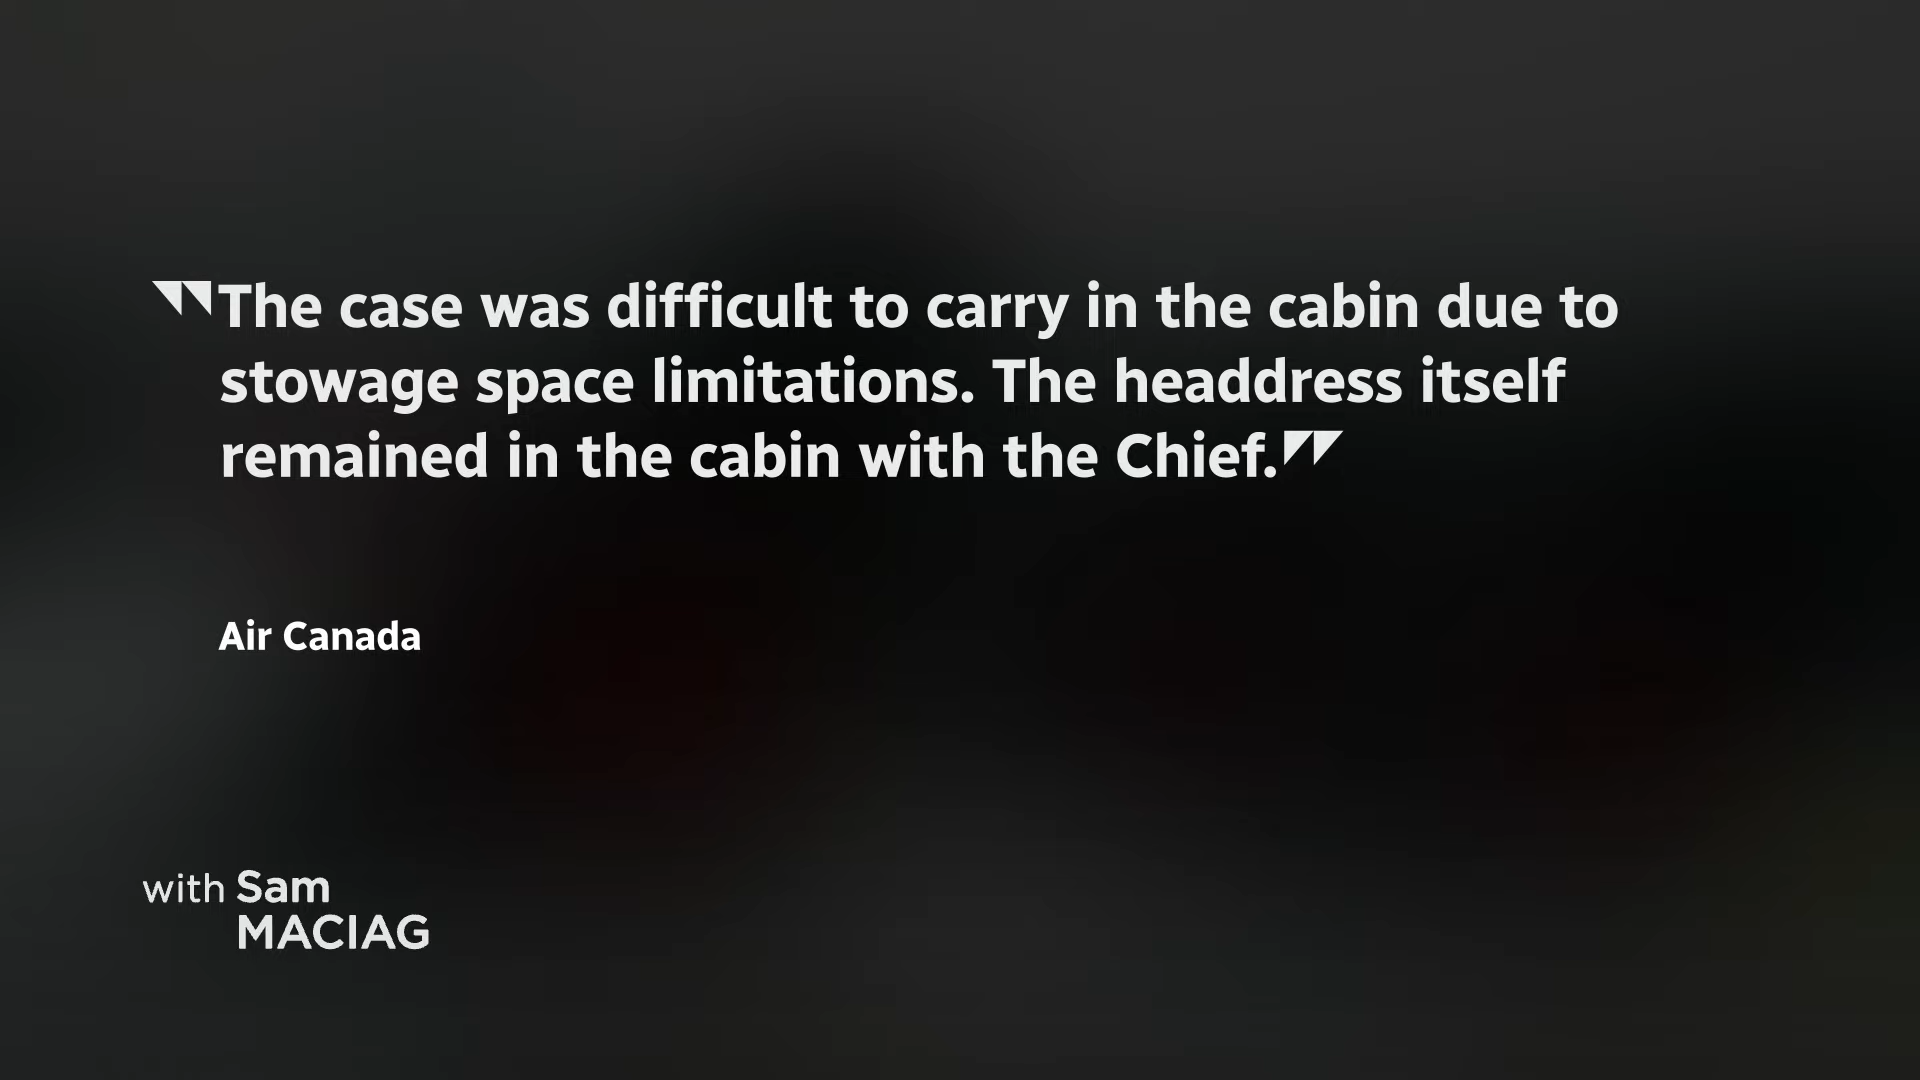 "The case was difficult to carry in the cabin due to
stowage space limitations. The headdress itself
remained in the cabin with the Chief."
Air Canada
with Sam
MACIAG